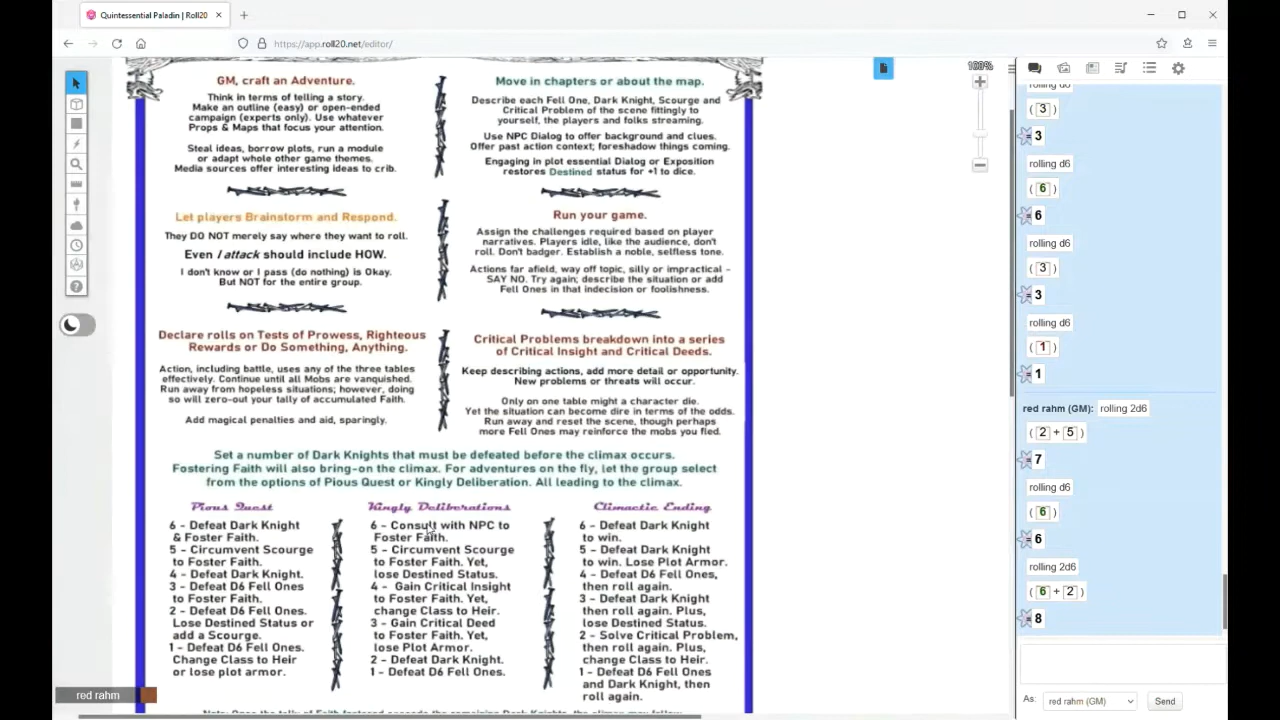 Quintessential Paladin | Roll20
https://app.roll20.net/editor/
100%
GM, craft an Adventure.
Think in terms of telling a story.
Make an outline (easy) or open-ended
campaign (experts only). Use whatever
Props & Maps that focus your attention.
Steal ideas, borrow plots, run a module
or adapt whole other game themes.
Media sources offer interesting ideas to crib.
Move in chapters or about the map.
Describe each Fell One, Dark Knight, Scourge and
Critical Problem of the scene fittingly to
yourself, the players and folks streaming.
Use NPC Dialog to offer background and clues.
Offer past action context; foreshadow things coming.
Engaging in plot essential Dialog or Exposition
restores Destined status for +1 to dice.
Let players Brainstorm and Respond.
They DO NOT merely say where they want to roll.
Even I attack should include HOW.
I don't know or I pass (do nothing) is Okay.
But NOT for the entire group.
Run your game.
Assign the challenges required based on player
narratives. Players idle, like the audience, don't
roll. Don't badger. Establish a noble, selfless tone.
Actions far afield, way off topic, silly or impractical -
SAY NO. Try again; describe the situation or add
Fell Ones in that indecision or foolishness.
Declare rolls on Tests of Prowess, Righteous
Rewards or Do Something, Anything.
Action, including battle, uses any of the three tables
effectively. Continue until all Mobs are vanquished.
Run away from hopeless situations; however, doing
so will zero-out your tally of accumulated Faith.
Add magical penalties and aid, sparingly.
Critical Problems breakdown into a series
of Critical Insight and Critical Deeds.
Keep describing actions, add more detail or opportunity.
New problems or threats will occur.
Only on one table might a character die.
Yet the situation can become dire in terms of the odds.
Run away and reset the scene, though perhaps
more Fell Ones may reinforce the mobs you fled.
Set a number of Dark Knights that must be defeated before the climax occurs.
Fostering Faith will also bring-on the climax. For adventures on the fly, let the group select
from the options of Pious Quest or Kingly Deliberation. All leading to the climax.
Pious Quest
6 - Defeat Dark Knight
& Foster Faith.
5 - Circumvent Scourge
to Foster Faith.
4 - Defeat Dark Knight.
3 - Defeat D6 Fell Ones
to Foster Faith.
2 - Defeat D6 Fell Ones.
Lose Destined Status or
add a Scourge.
1 - Defeat D6 Fell Ones.
Change Class to Heir
or lose plot armor.
Kingly Deliberations
6 - Consult with NPC to
Foster Faith.
5 - Circumvent Scourge
to Foster Faith. Yet,
lose Destined Status.
4 - Gain Critical Insight
to Foster Faith. Yet,
change Class to Heir.
3 - Gain Critical Deed
to Foster Faith. Yet,
lose Plot Armor.
2 - Defeat Dark Knight.
1 - Defeat D6 Fell Ones.
Climactic Ending
6 - Defeat Dark Knight
to win.
5 - Defeat Dark Knight
to win. Lose Plot Armor.
4 - Defeat D6 Fell Ones,
then roll again.
3 - Defeat Dark Knight
then roll again. Plus,
lose Destined Status.
2 - Solve Critical Problem,
then roll again. Plus,
change Class to Heir.
1 - Defeat D6 Fell Ones
and Dark Knight, then
roll again.
red rahm
rolling d6
( 3 )
= 3
rolling d6
( 6 )
= 6
rolling d6
( 3 )
= 3
rolling d6
( 1 )
= 1
red rahm (GM): rolling 2d6
( 2 + 5 )
= 7
rolling d6
( 6 )
= 6
rolling 2d6
( 6 + 2 )
= 8
As: red rahm (GM) Send